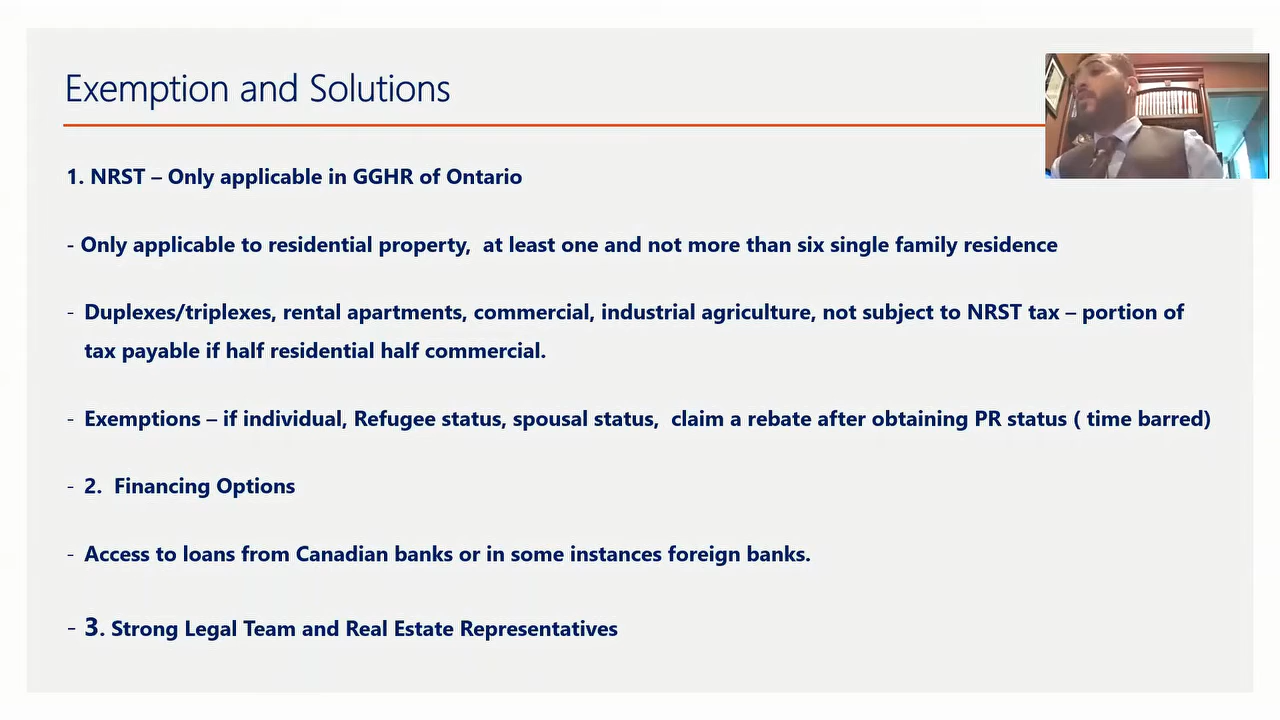 Exemption and Solutions
1. NRST – Only applicable in GGHR of Ontario
- Only applicable to residential property,  at least one and not more than six single family residence
- Duplexes/triplexes, rental apartments, commercial, industrial agriculture, not subject to NRST tax – portion of
tax payable if half residential half commercial.
- Exemptions – if individual, Refugee status, spousal status,  claim a rebate after obtaining PR status ( time barred)
- 2.  Financing Options
- Access to loans from Canadian banks or in some instances foreign banks.
- 3. Strong Legal Team and Real Estate Representatives